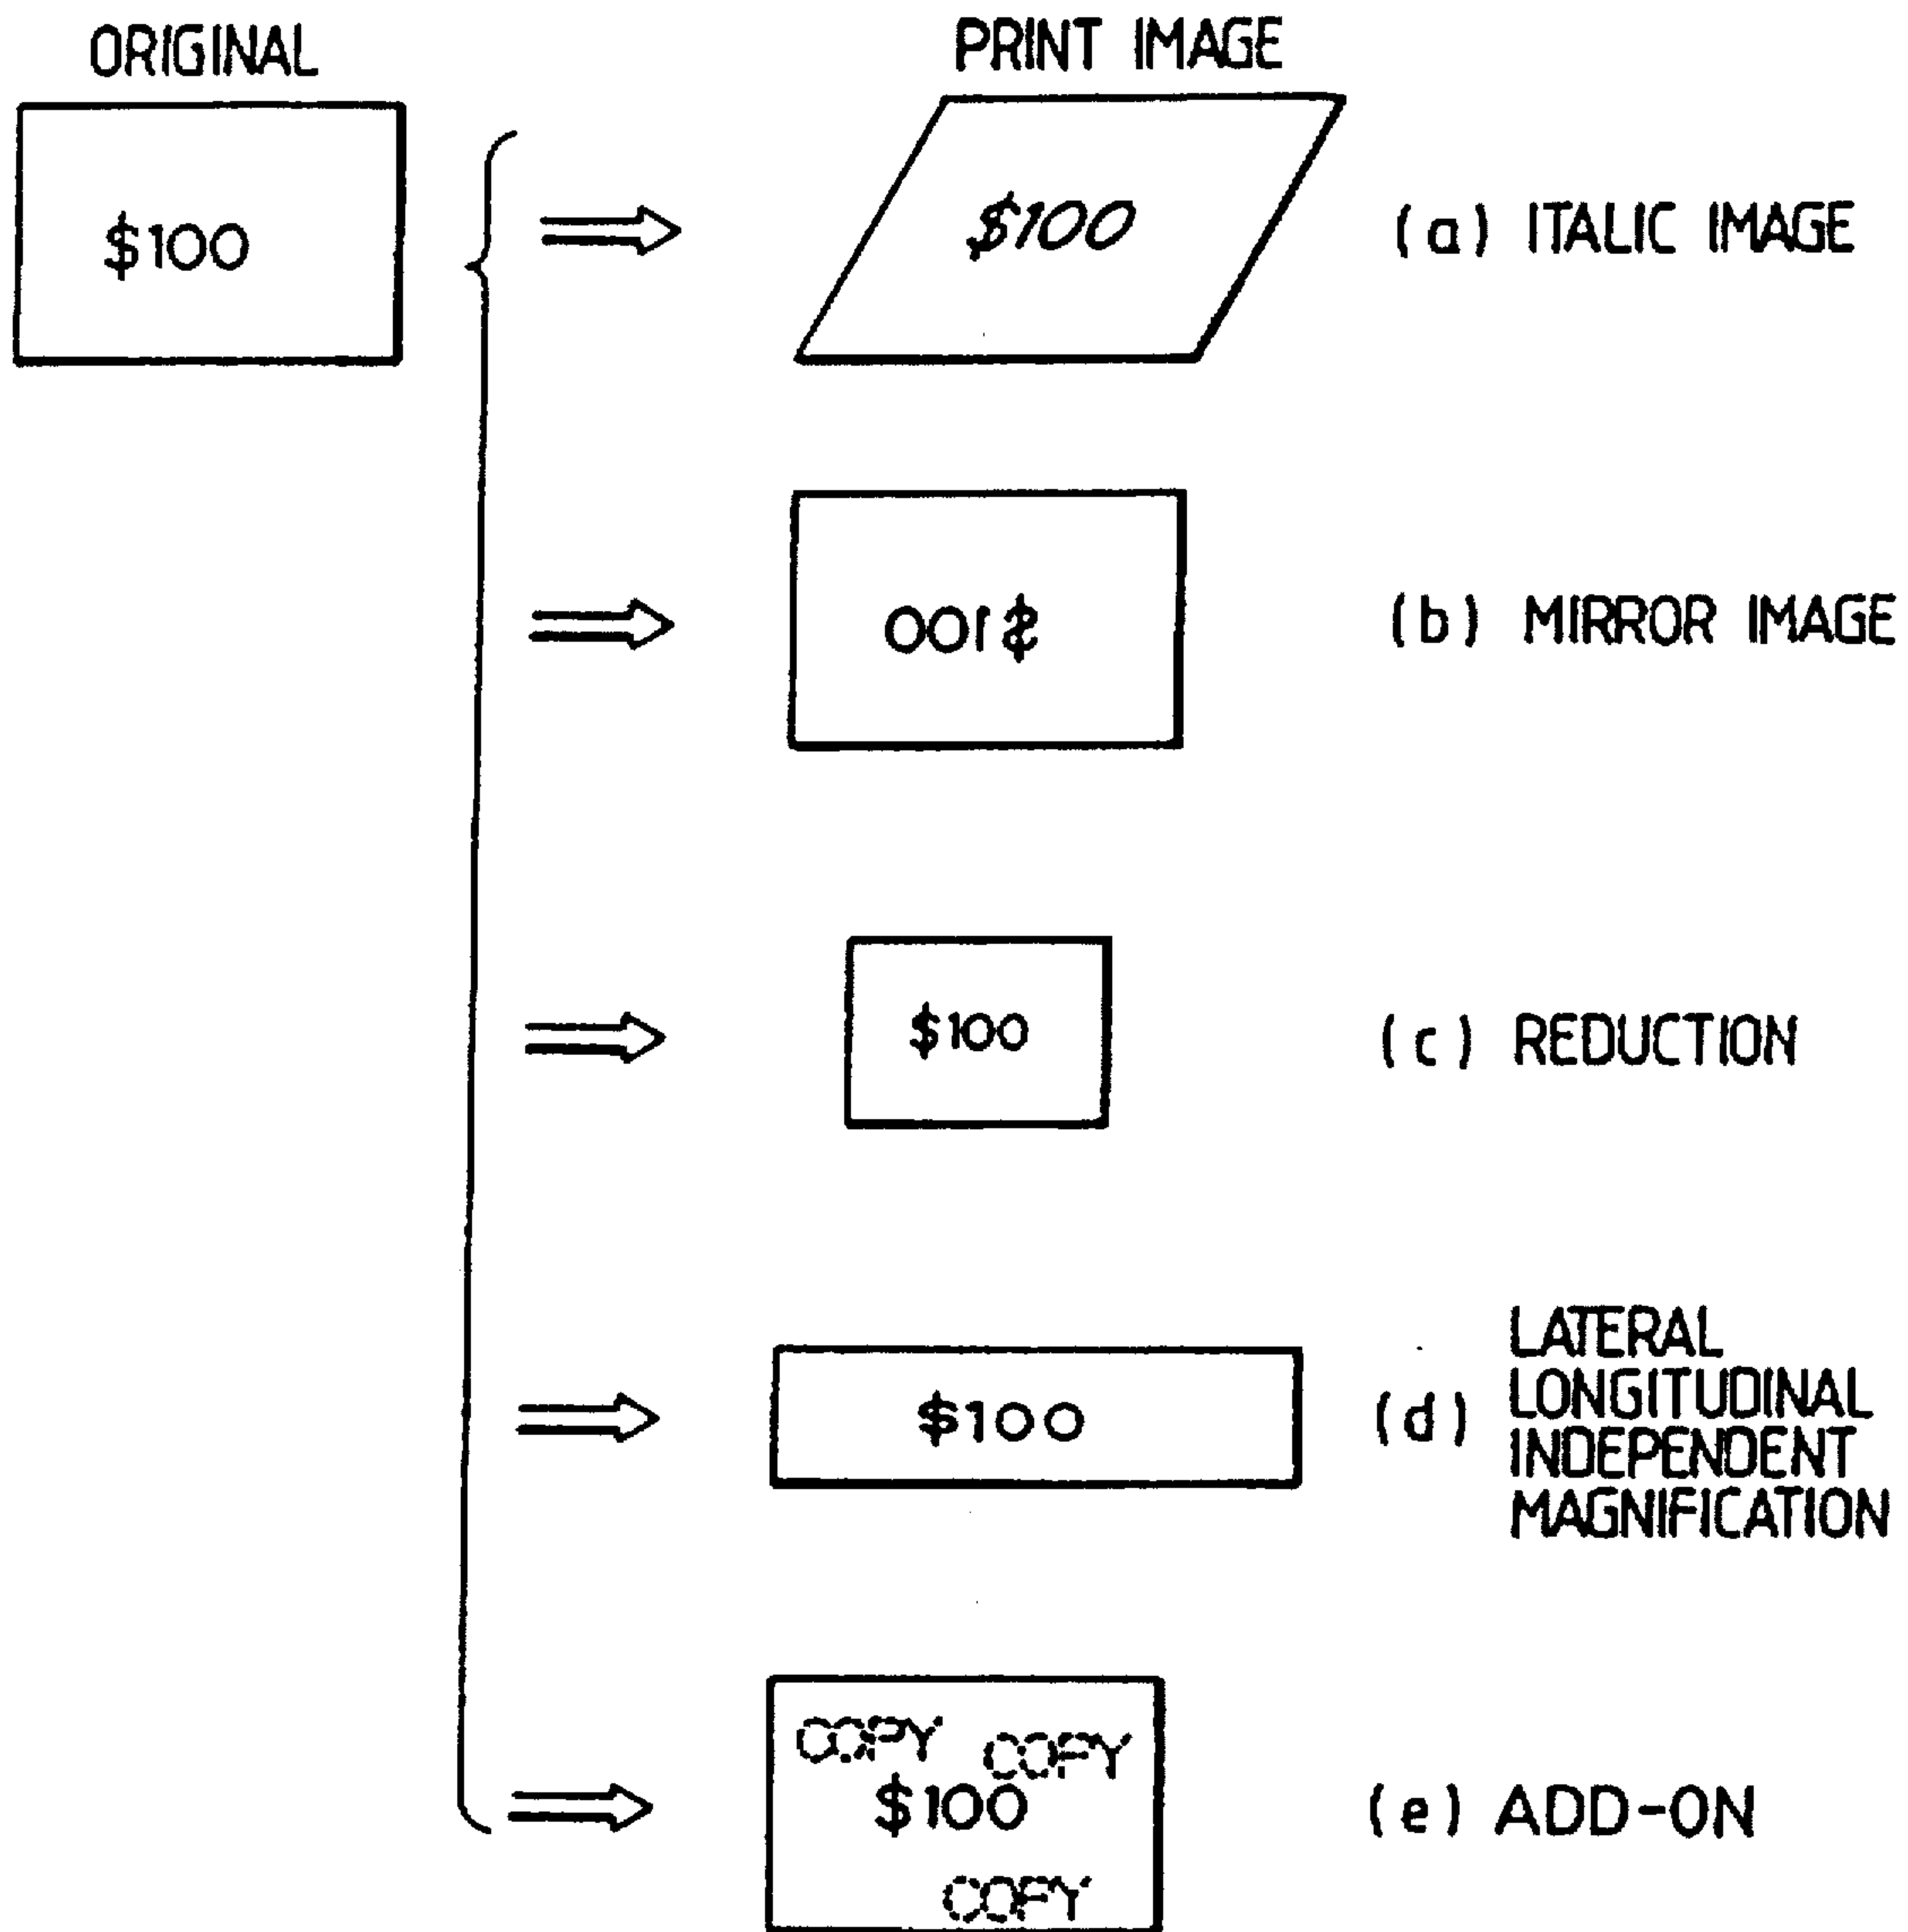 ORIGINAL
PRINT IMAGE
$100
$100
(a) ITALIC IMAGE
$100
(b) MIRROR IMAGE
$100
(c) REDUCTION
$100
(d) LATERAL
LONGITUDINAL
INDEPENDENT
MAGNIFICATION
COPY COPY
$100
COPY
(e) ADD-ON